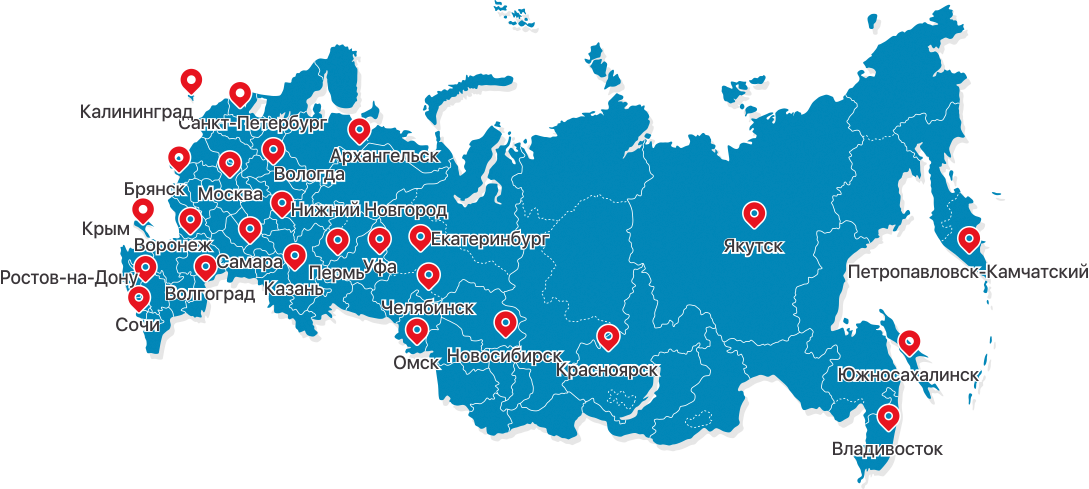 Калининград
Санкт-Петербург
Архангельск
Вологда
Брянск
Москва
Нижний Новгород
Крым
Воронеж
Екатеринбург
Якутск
Самара
Уфа
Пермь
Петропавловск-Камчатский
Ростов-на-Дону
Казань
Волгоград
Челябинск
Сочи
Новосибирск
Омск
Красноярск
Южносахалинск
Владивосток